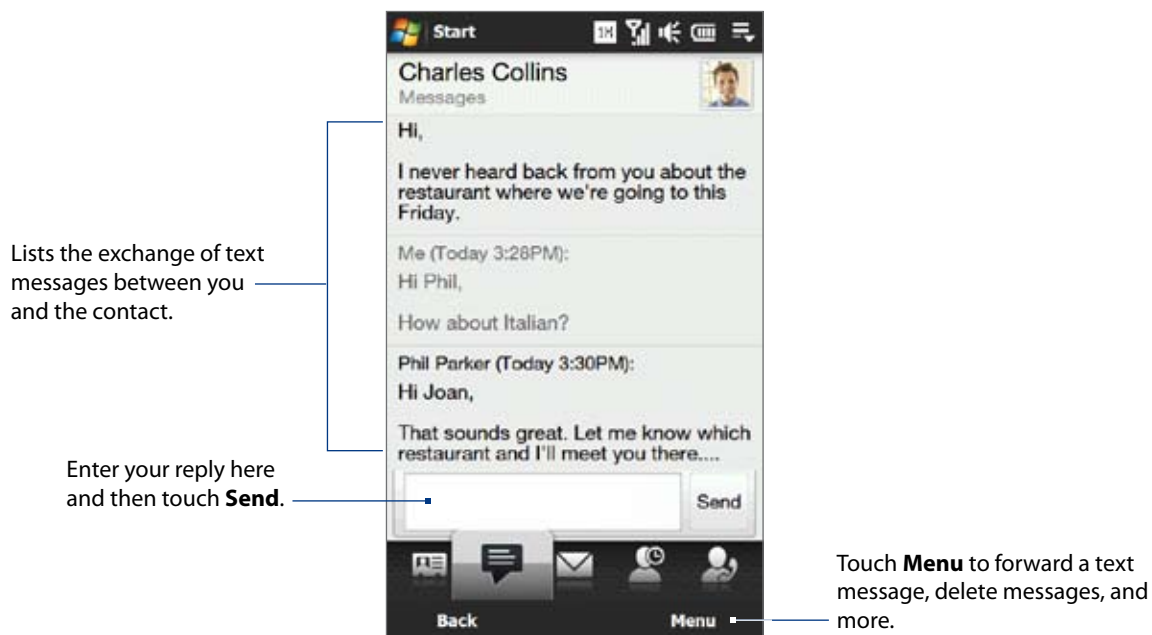 Start
1X
Charles Collins
Messages
Hi,
I never heard back from you about the
restaurant where we're going to this
Friday.
Me (Today 3:28PM):
Hi Phil,
How about Italian?
Phil Parker (Today 3:30PM):
Hi Joan,
That sounds great. Let me know which
restaurant and I'll meet you there....
Send
Back
Menu
Lists the exchange of text
messages between you
and the contact.
Enter your reply here
and then touch Send.
Touch Menu to forward a text
message, delete messages, and
more.